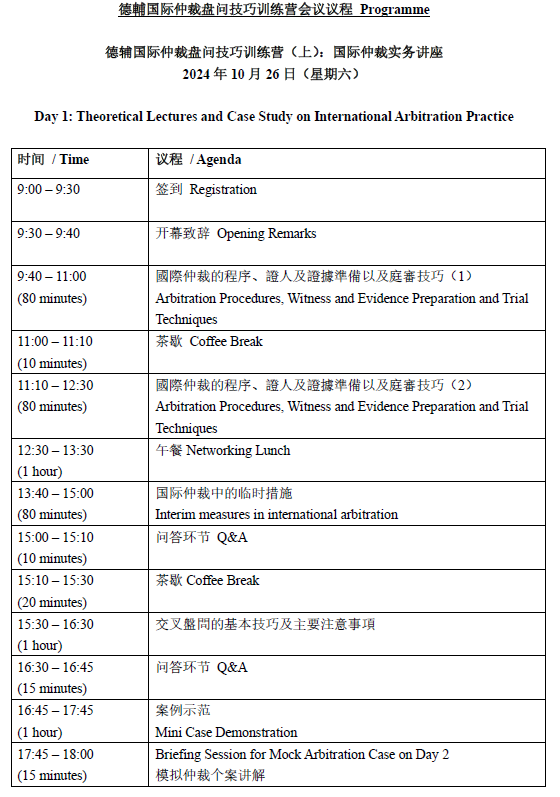 德輔国际仲裁盘问技巧训练营会议议程 Programme
德辅国际仲裁盘问技巧训练营（上）：国际仲裁实务讲座
2024 年 10 月 26 日（星期六）
Day 1: Theoretical Lectures and Case Study on International Arbitration Practice
时间 / Time 议程 / Agenda
9:00 – 9:30 签到 Registration
9:30 – 9:40 开幕致辞 Opening Remarks
9:40 – 11:00 國際仲裁的程序、證人及證據準備以及庭審技巧（1）
(80 minutes) Arbitration Procedures, Witness and Evidence Preparation and Trial
Techniques
11:00 – 11:10 茶歇 Coffee Break
(10 minutes)
11:10 – 12:30 國際仲裁的程序、證人及證據準備以及庭審技巧（2）
(80 minutes) Arbitration Procedures, Witness and Evidence Preparation and Trial
Techniques
12:30 – 13:30 午餐 Networking Lunch
(1 hour)
13:40 – 15:00 国际仲裁中的临时措施
(80 minutes) Interim measures in international arbitration
15:00 – 15:10 问答环节 Q&A
(10 minutes)
15:10 – 15:30 茶歇 Coffee Break
(20 minutes)
15:30 – 16:30 交叉盤問的基本技巧及主要注意事項
(1 hour)
16:30 – 16:45 问答环节 Q&A
(15 minutes)
16:45 – 17:45 案例示范
(1 hour) Mini Case Demonstration
17:45 – 18:00 Briefing Session for Mock Arbitration Case on Day 2
(15 minutes) 模拟仲裁个案讲解